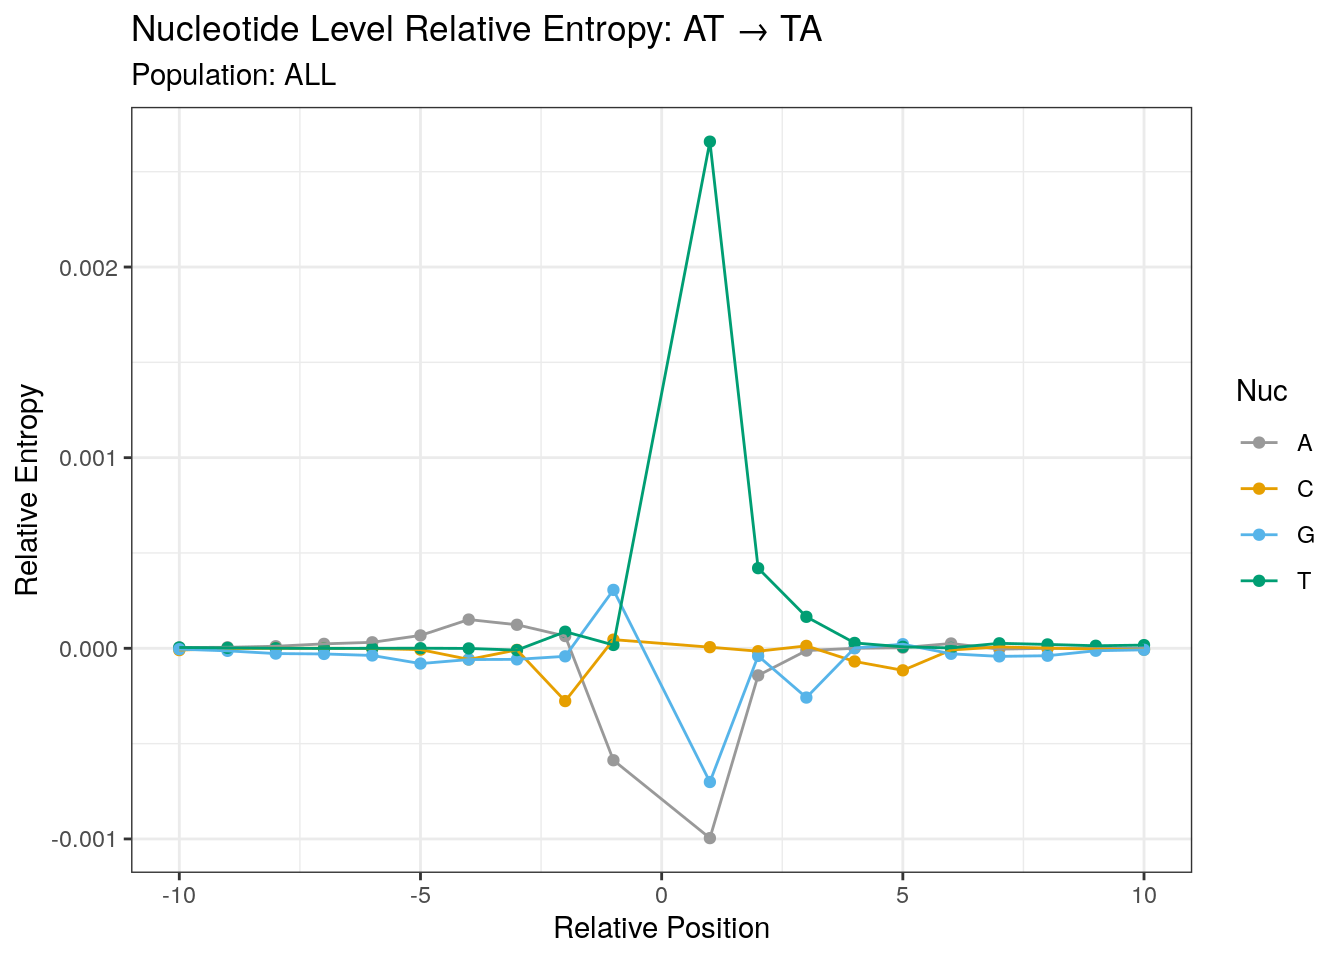 Nucleotide Level Relative Entropy: AT → TA
Population: ALL
Relative Entropy
0.002
0.001
0.000
-0.001
-10
-5
0
5
10
Relative Position
Nuc
A
C
G
T